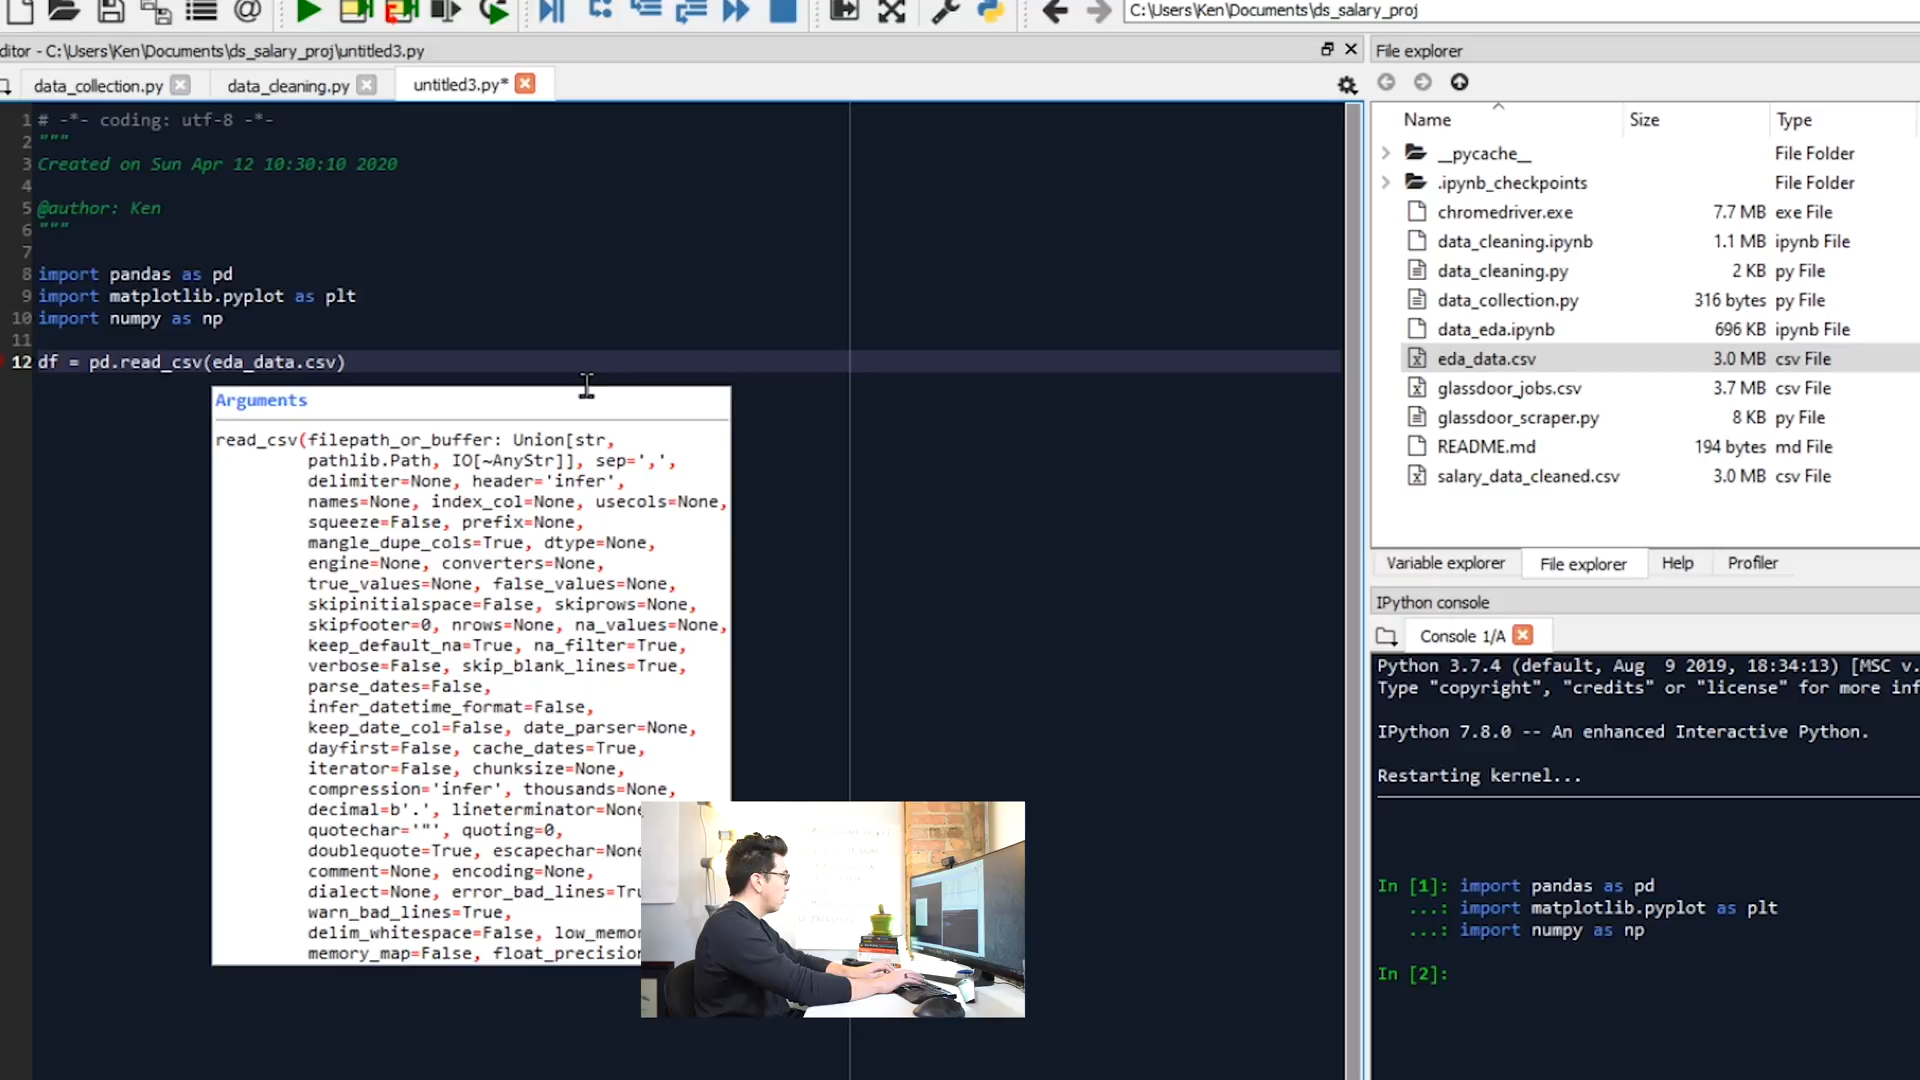 C:\Users\Ken\Documents\ds_salary_proj
ditor - C:\Users\Ken\Documents\ds_salary_proj\untitled3.py
data_collection.py
data_cleaning.py
untitled3.py*
1 # -*- coding: utf-8 -*-
2 """
3 Created on Sun Apr 12 10:30:10 2020
4
5 @author: Ken
6 """
7
8 import pandas as pd
9 import matplotlib.pyplot as plt
10 import numpy as np
11
12 df = pd.read_csv(eda_data.csv)
Arguments
read_csv(filepath_or_buffer: Union[str,
pathlib.Path, IO[~AnyStr]], sep=',',
delimiter=None, header='infer',
names=None, index_col=None, usecols=None,
squeeze=False, prefix=None,
mangle_dupe_cols=True, dtype=None,
engine=None, converters=None,
true_values=None, false_values=None,
skipinitialspace=False, skiprows=None,
skipfooter=0, nrows=None, na_values=None,
keep_default_na=True, na_filter=True,
verbose=False, skip_blank_lines=True,
parse_dates=False,
infer_datetime_format=False,
keep_date_col=False, date_parser=None,
dayfirst=False, cache_dates=True,
iterator=False, chunksize=None,
compression='infer', thousands=None,
decimal=b'.', lineterminator=None
quotechar='"', quoting=0,
doublequote=True, escapechar=None
comment=None, encoding=None,
dialect=None, error_bad_lines=Tru
warn_bad_lines=True,
delim_whitespace=False, low_memor
memory_map=False, float_precision
File explorer
Name Size Type
__pycache__ File Folder
.ipynb_checkpoints File Folder
chromedriver.exe 7.7 MB exe File
data_cleaning.ipynb 1.1 MB ipynb File
data_cleaning.py 2 KB py File
data_collection.py 316 bytes py File
data_eda.ipynb 696 KB ipynb File
eda_data.csv 3.0 MB csv File
glassdoor_jobs.csv 3.7 MB csv File
glassdoor_scraper.py 8 KB py File
README.md 194 bytes md File
salary_data_cleaned.csv 3.0 MB csv File
Variable explorer File explorer Help Profiler
IPython console
Console 1/A
Python 3.7.4 (default, Aug  9 2019, 18:34:13) [MSC v.
Type "copyright", "credits" or "license" for more inf
IPython 7.8.0 -- An enhanced Interactive Python.
Restarting kernel...
In [1]: import pandas as pd
...: import matplotlib.pyplot as plt
...: import numpy as np
In [2]: